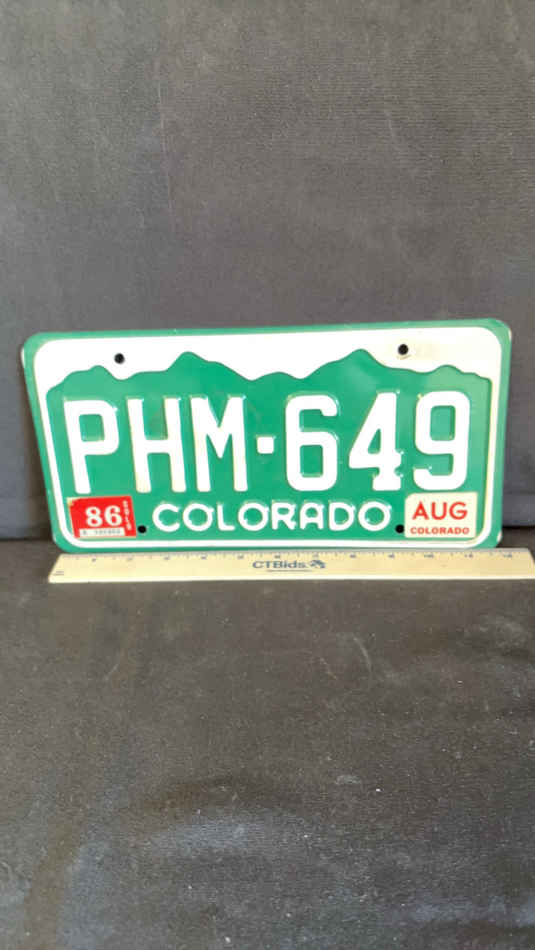 PHM·649
86
COLORADO
AUG
COLORADO
CTBids.